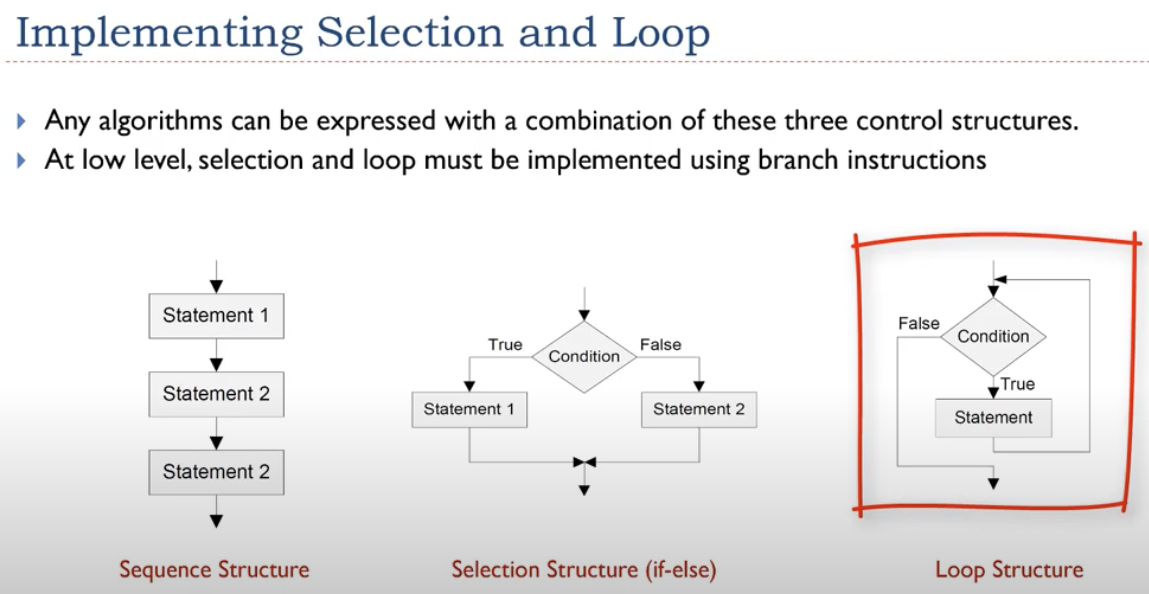 Implementing Selection and Loop
Any algorithms can be expressed with a combination of these three control structures.
At low level, selection and loop must be implemented using branch instructions
Statement 1
Statement 2
Statement 2
Sequence Structure
True
Condition
False
Statement 1
Statement 2
Selection Structure (if-else)
False
Condition
True
Statement
Loop Structure